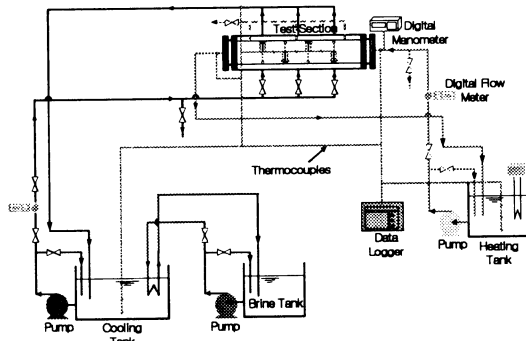 Test Section
Digital
Manometer
Digital Flow
Meter
Thermocouples
Data
Logger
Pump
Heating
Tank
Brine Tank
Pump
Cooling
Tank
Pump